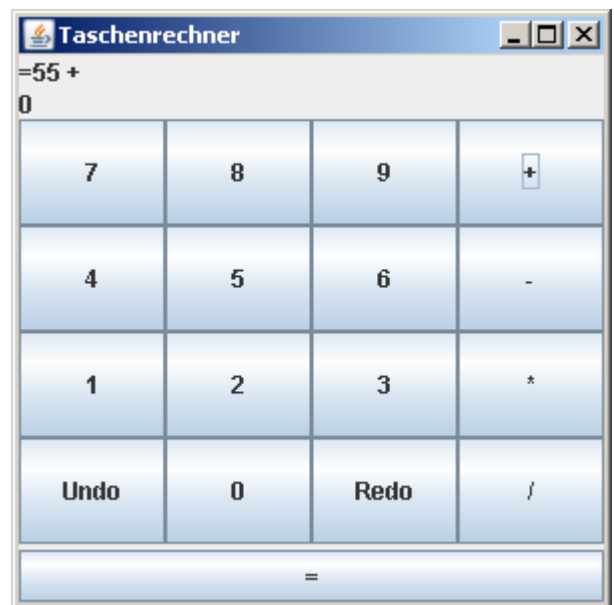 Taschenrechner
=55 +
0
7 8 9 +
4 5 6 -
1 2 3 *
Undo 0 Redo /
=